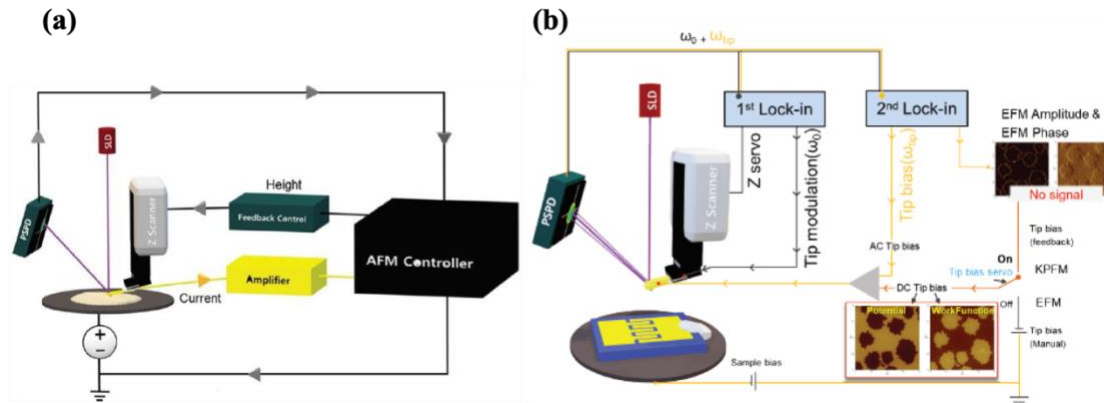 (a)
SLD
PSPD
Z Scanner
Height
Feedback Control
Amplifier
Current
AFM Controller
+
−
(b)
ω0 + ωtip
SLD
PSPD
1st Lock-in
2nd Lock-in
Z servo
Z Scanner
Tip modulation(ω0)
Tip bias(ωtip)
EFM Amplitude &
EFM Phase
No signal
Tip bias
(feedback)
AC Tip bias
On
KPFM
Tip bias servo
DC Tip bias
Off
EFM
Potential
WorkFunction
Tip bias
(Manual)
Sample bias